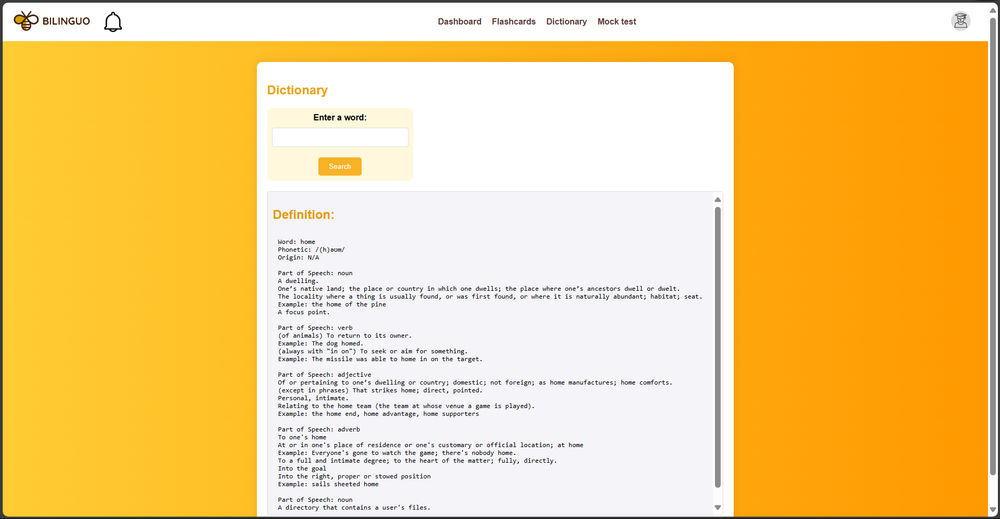 BILINGUO
Dashboard Flashcards Dictionary Mock test
Dictionary
Enter a word:
Search
Definition:
Word: home
Phonetic: /(h)əʊm/
Origin: N/A
Part of Speech: noun
A dwelling.
One’s native land; the place or country in which one dwells; the place where one’s ancestors dwell or dwelt.
The locality where a thing is usually found, or was first found, or where it is naturally abundant; habitat; seat.
Example: the home of the pine
A focus point.
Part of Speech: verb
(of animals) To return to its owner.
Example: The dog homed.
(always with "in on") To seek or aim for something.
Example: The missile was able to home in on the target.
Part of Speech: adjective
Of or pertaining to one’s dwelling or country; domestic; not foreign; as home manufactures; home comforts.
(except in phrases) That strikes home; direct, pointed.
Personal, intimate.
Relating to the home team (the team at whose venue a game is played).
Example: the home end, home advantage, home supporters
Part of Speech: adverb
To one's home
At or in one's place of residence or one's customary or official location; at home
Example: Everyone's gone to watch the game; there's nobody home.
To a full and intimate degree; to the heart of the matter; fully, directly.
Into the goal
Into the right, proper or stowed position
Example: sails sheeted home
Part of Speech: noun
A directory that contains a user's files.